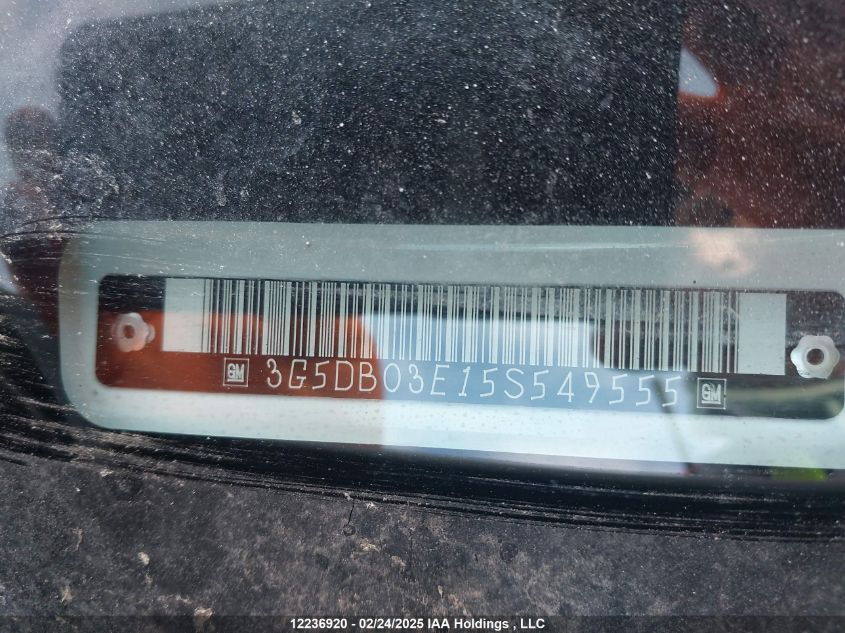 GM 3G5DB03E15S549555 GM
12236920 - 02/24/2025 IAA Holdings , LLC